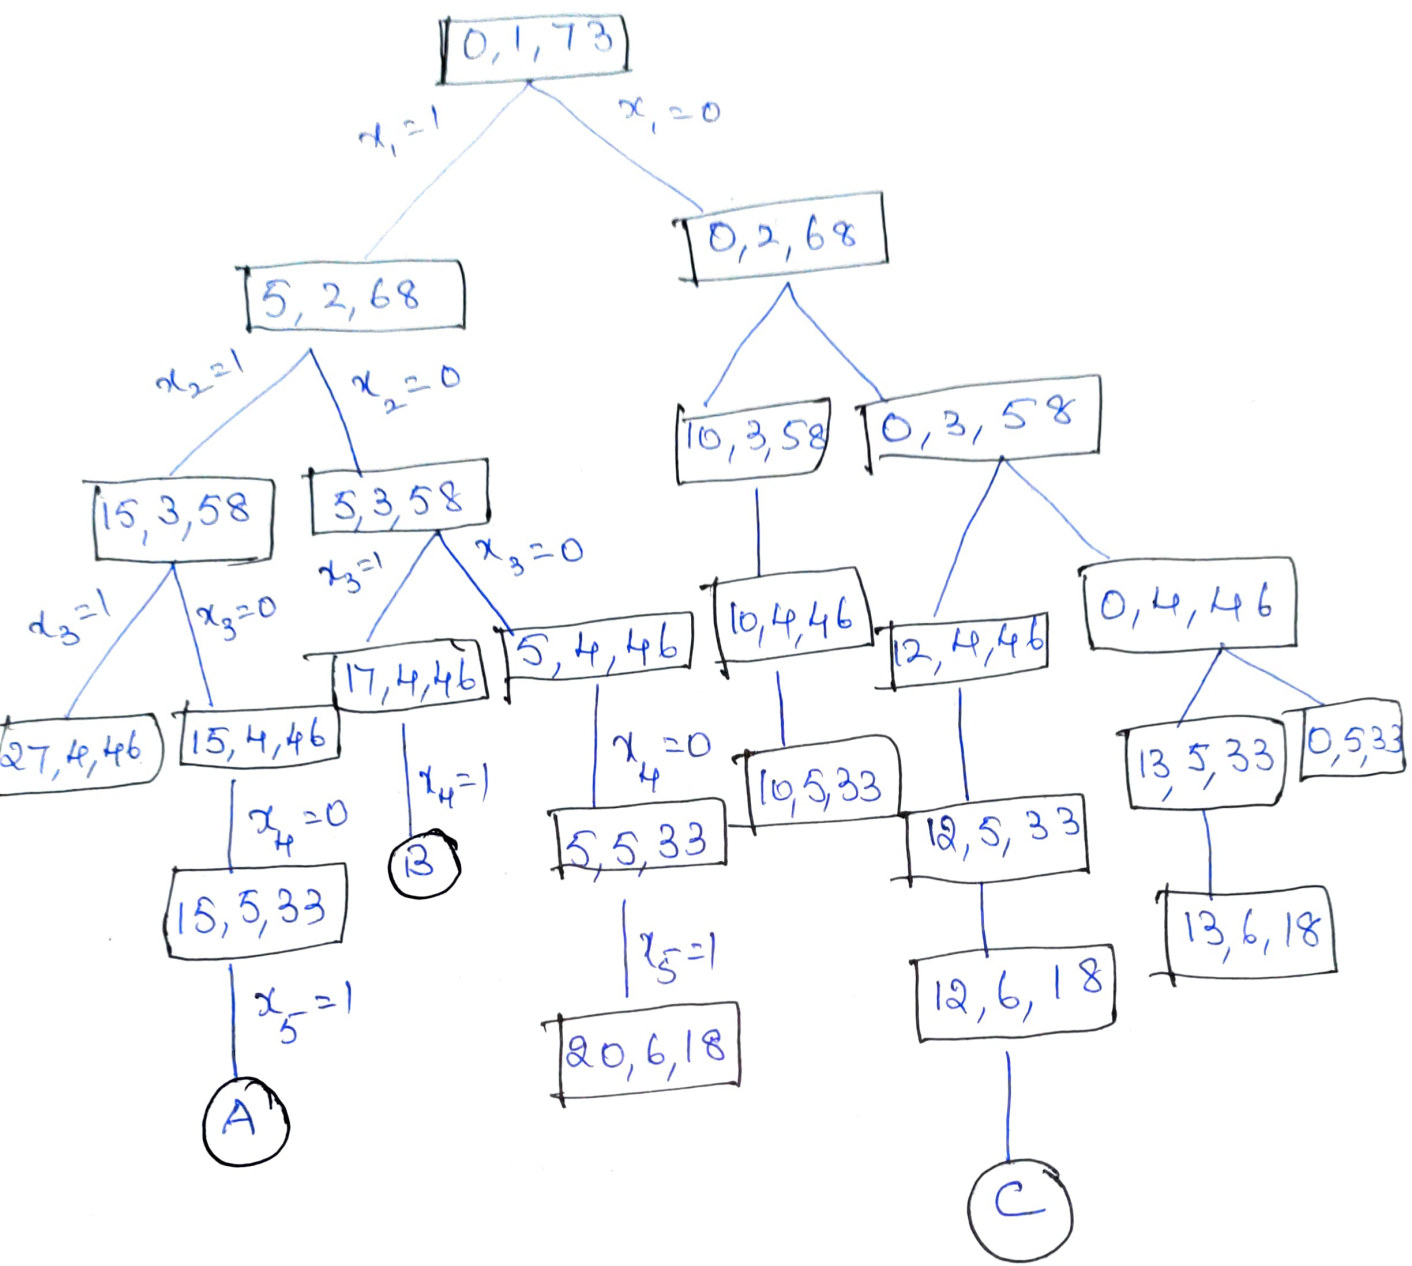 0,1,73
x₁=1
x₁=0
0,2,68
5,2,68
x₂=1
x₂=0
10,3,58
0,3,58
15,3,58
5,3,58
x₃=1
x₃=0
x₃=1
x₃=0
10,4,46
12,4,46
0,4,46
27,4,46
15,4,46
17,4,46
5,4,46
x₄=0
x₄=1
x₄=0
10,5,33
13,5,33
0,5,33
B
5,5,33
12,5,33
15,5,33
13,6,18
x₅=1
x₅=1
12,6,18
20,6,18
A
C